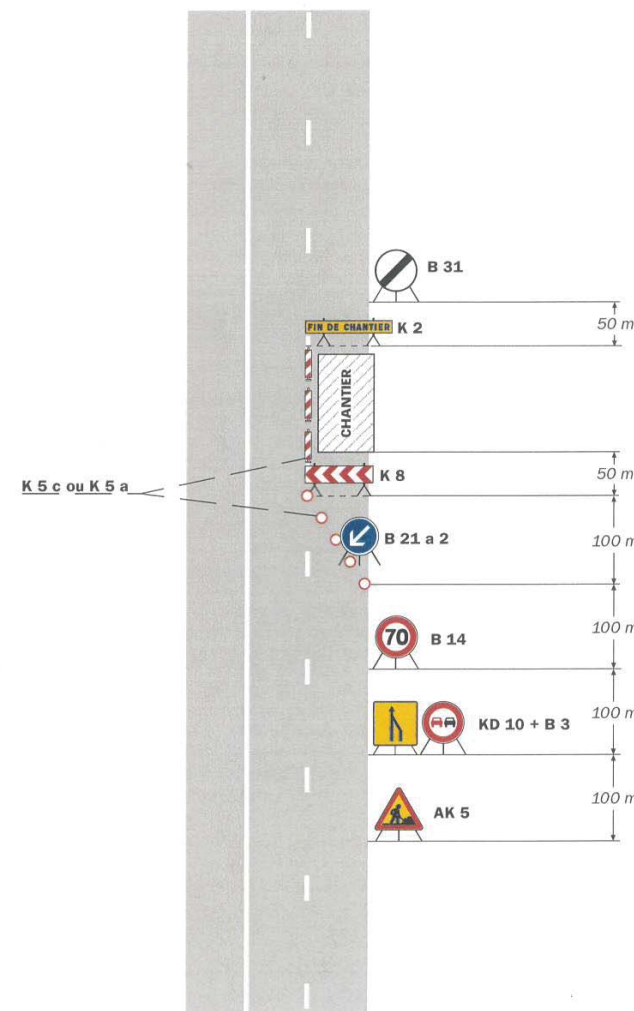 B 31
FIN DE CHANTIER K 2
50 m
CHANTIER
K 5 c ou K 5 a
K 8
50 m
B 21 a 2
100 m
70 B 14
100 m
KD 10 + B 3
100 m
AK 5
100 m